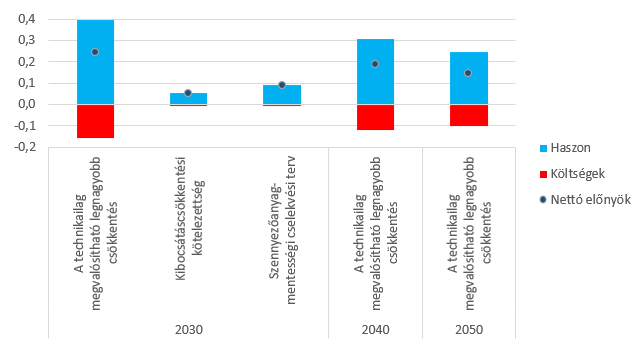 0,4
0,3
0,2
0,1
0,0
-0,1
-0,2
Haszon
Költségek
Nettó előnyök
A technikailag
megvalósítható legnagyobb
csökkentés
Kibocsátáscsökkentési
kötelezettség
Szennyezőanyag-
mentességi cselekvési terv
A technikailag
megvalósítható legnagyobb
csökkentés
A technikailag
megvalósítható legnagyobb
csökkentés
2030
2040
2050